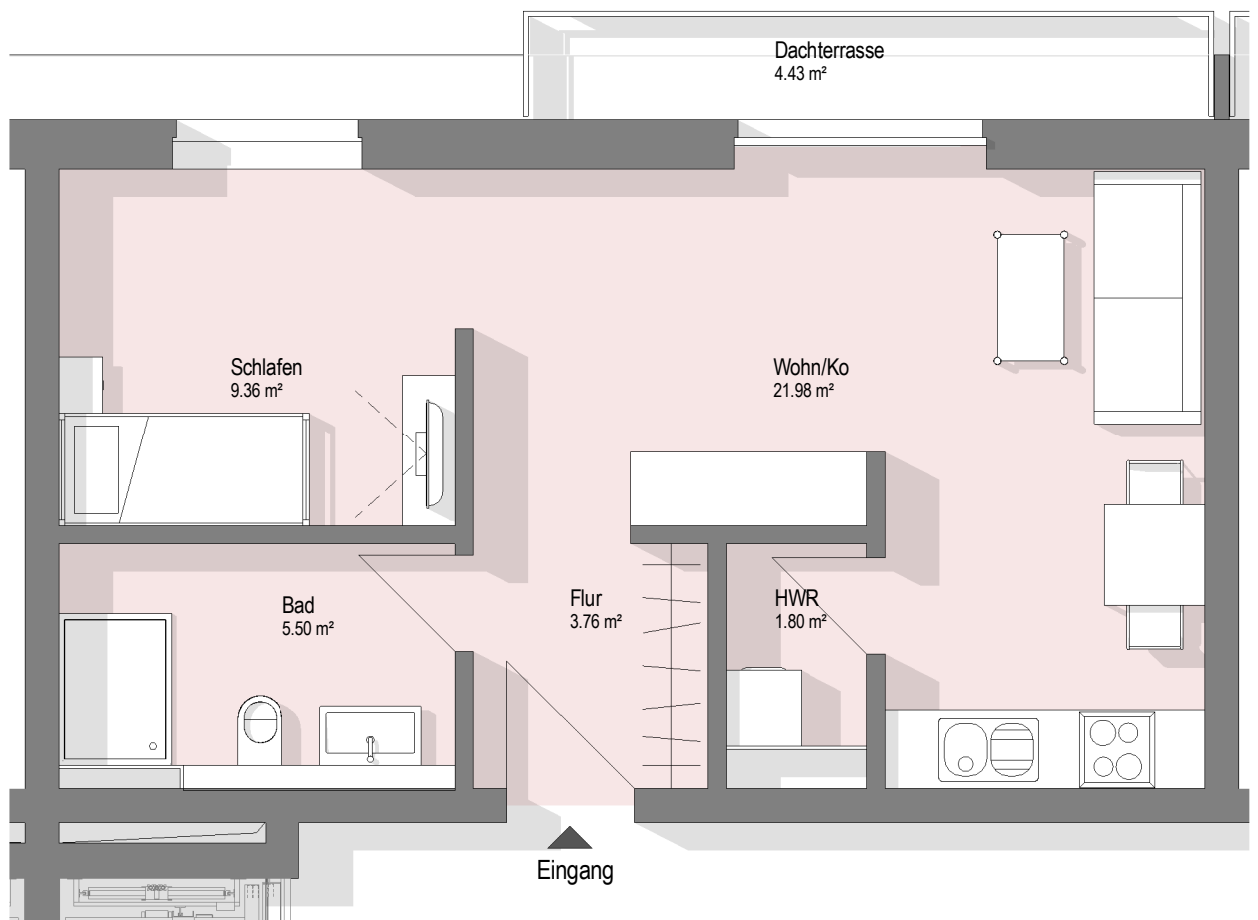 Dachterrasse
4.43 m²
Schlafen
9.36 m²
Wohn/Ko
21.98 m²
Bad
5.50 m²
Flur
3.76 m²
HWR
1.80 m²
Eingang